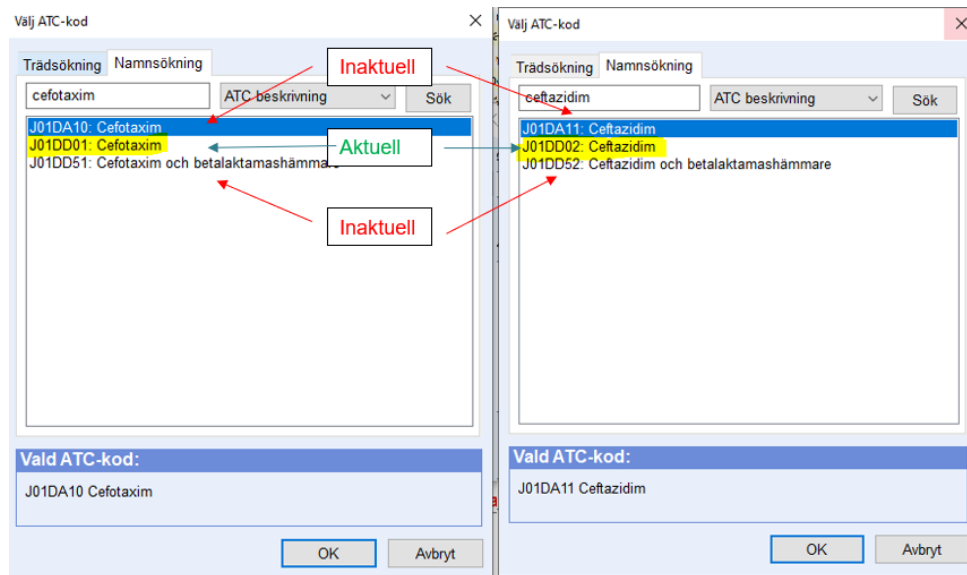 Välj ATC-kod
Trädsökning Namnsökning
cefotaxim ATC beskrivning Sök
J01DA10: Cefotaxim
J01DD01: Cefotaxim
J01DD51: Cefotaxim och betalaktamashämmare
Vald ATC-kod:
J01DA10 Cefotaxim
OK Avbryt
Inaktuell
Aktuell
Inaktuell
Välj ATC-kod
Trädsökning Namnsökning
ceftazidim ATC beskrivning Sök
J01DA11: Ceftazidim
J01DD02: Ceftazidim
J01DD52: Ceftazidim och betalaktamashämmare
Vald ATC-kod:
J01DA11 Ceftazidim
OK Avbryt